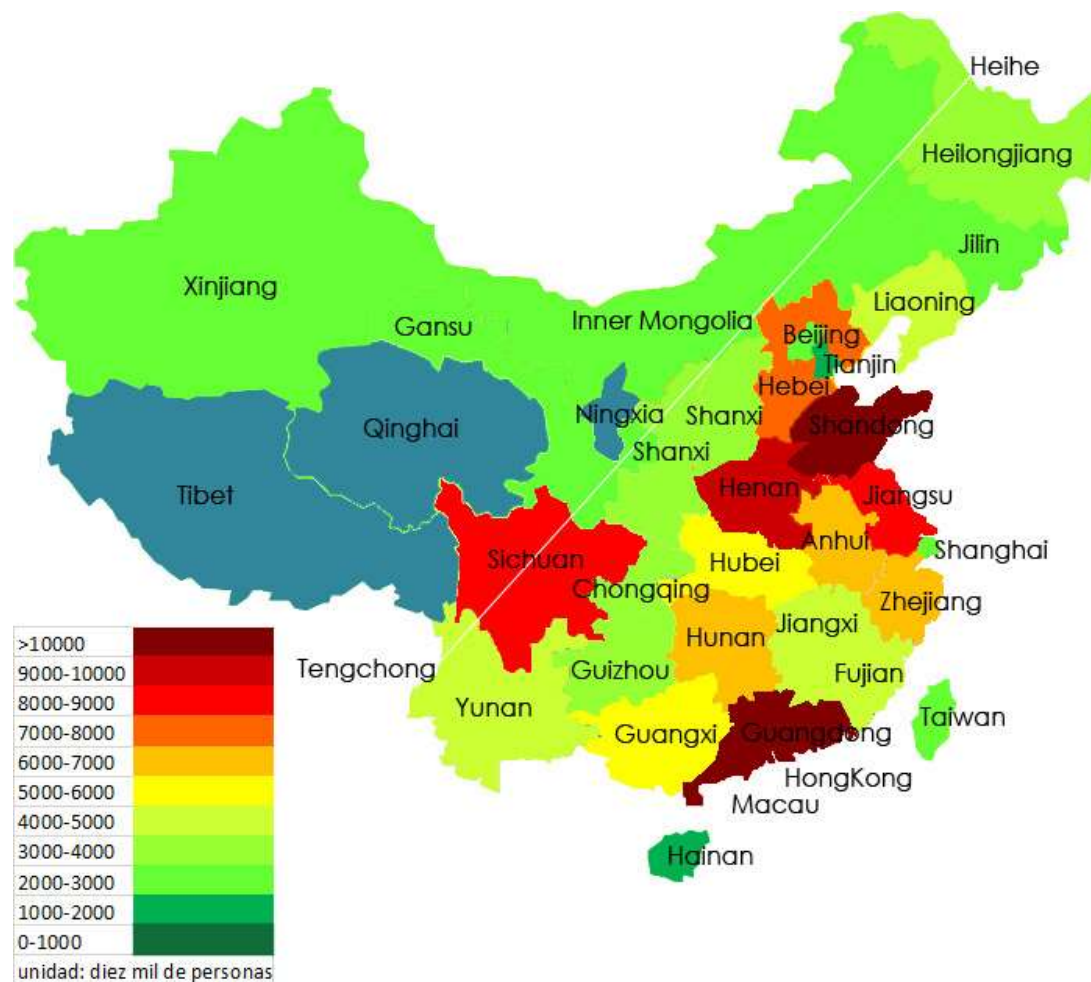 Heihe
Heilongjiang
Jilin
Xinjiang
Liaoning
Gansu
Inner Mongolia
Beijing
Tianjin
Hebei
Qinghai
Ningxia
Shanxi
Shandong
Shanxi
Tibet
Henan
Jiangsu
Anhui
Shanghai
Sichuan
Hubei
Chongqing
Zhejiang
Jiangxi
Hunan
Tengchong
Guizhou
Fujian
Yunan
Taiwan
Guangxi
Guangdong
HongKong
Macau
Hainan
>10000
9000-10000
8000-9000
7000-8000
6000-7000
5000-6000
4000-5000
3000-4000
2000-3000
1000-2000
0-1000
unidad: diez mil de personas